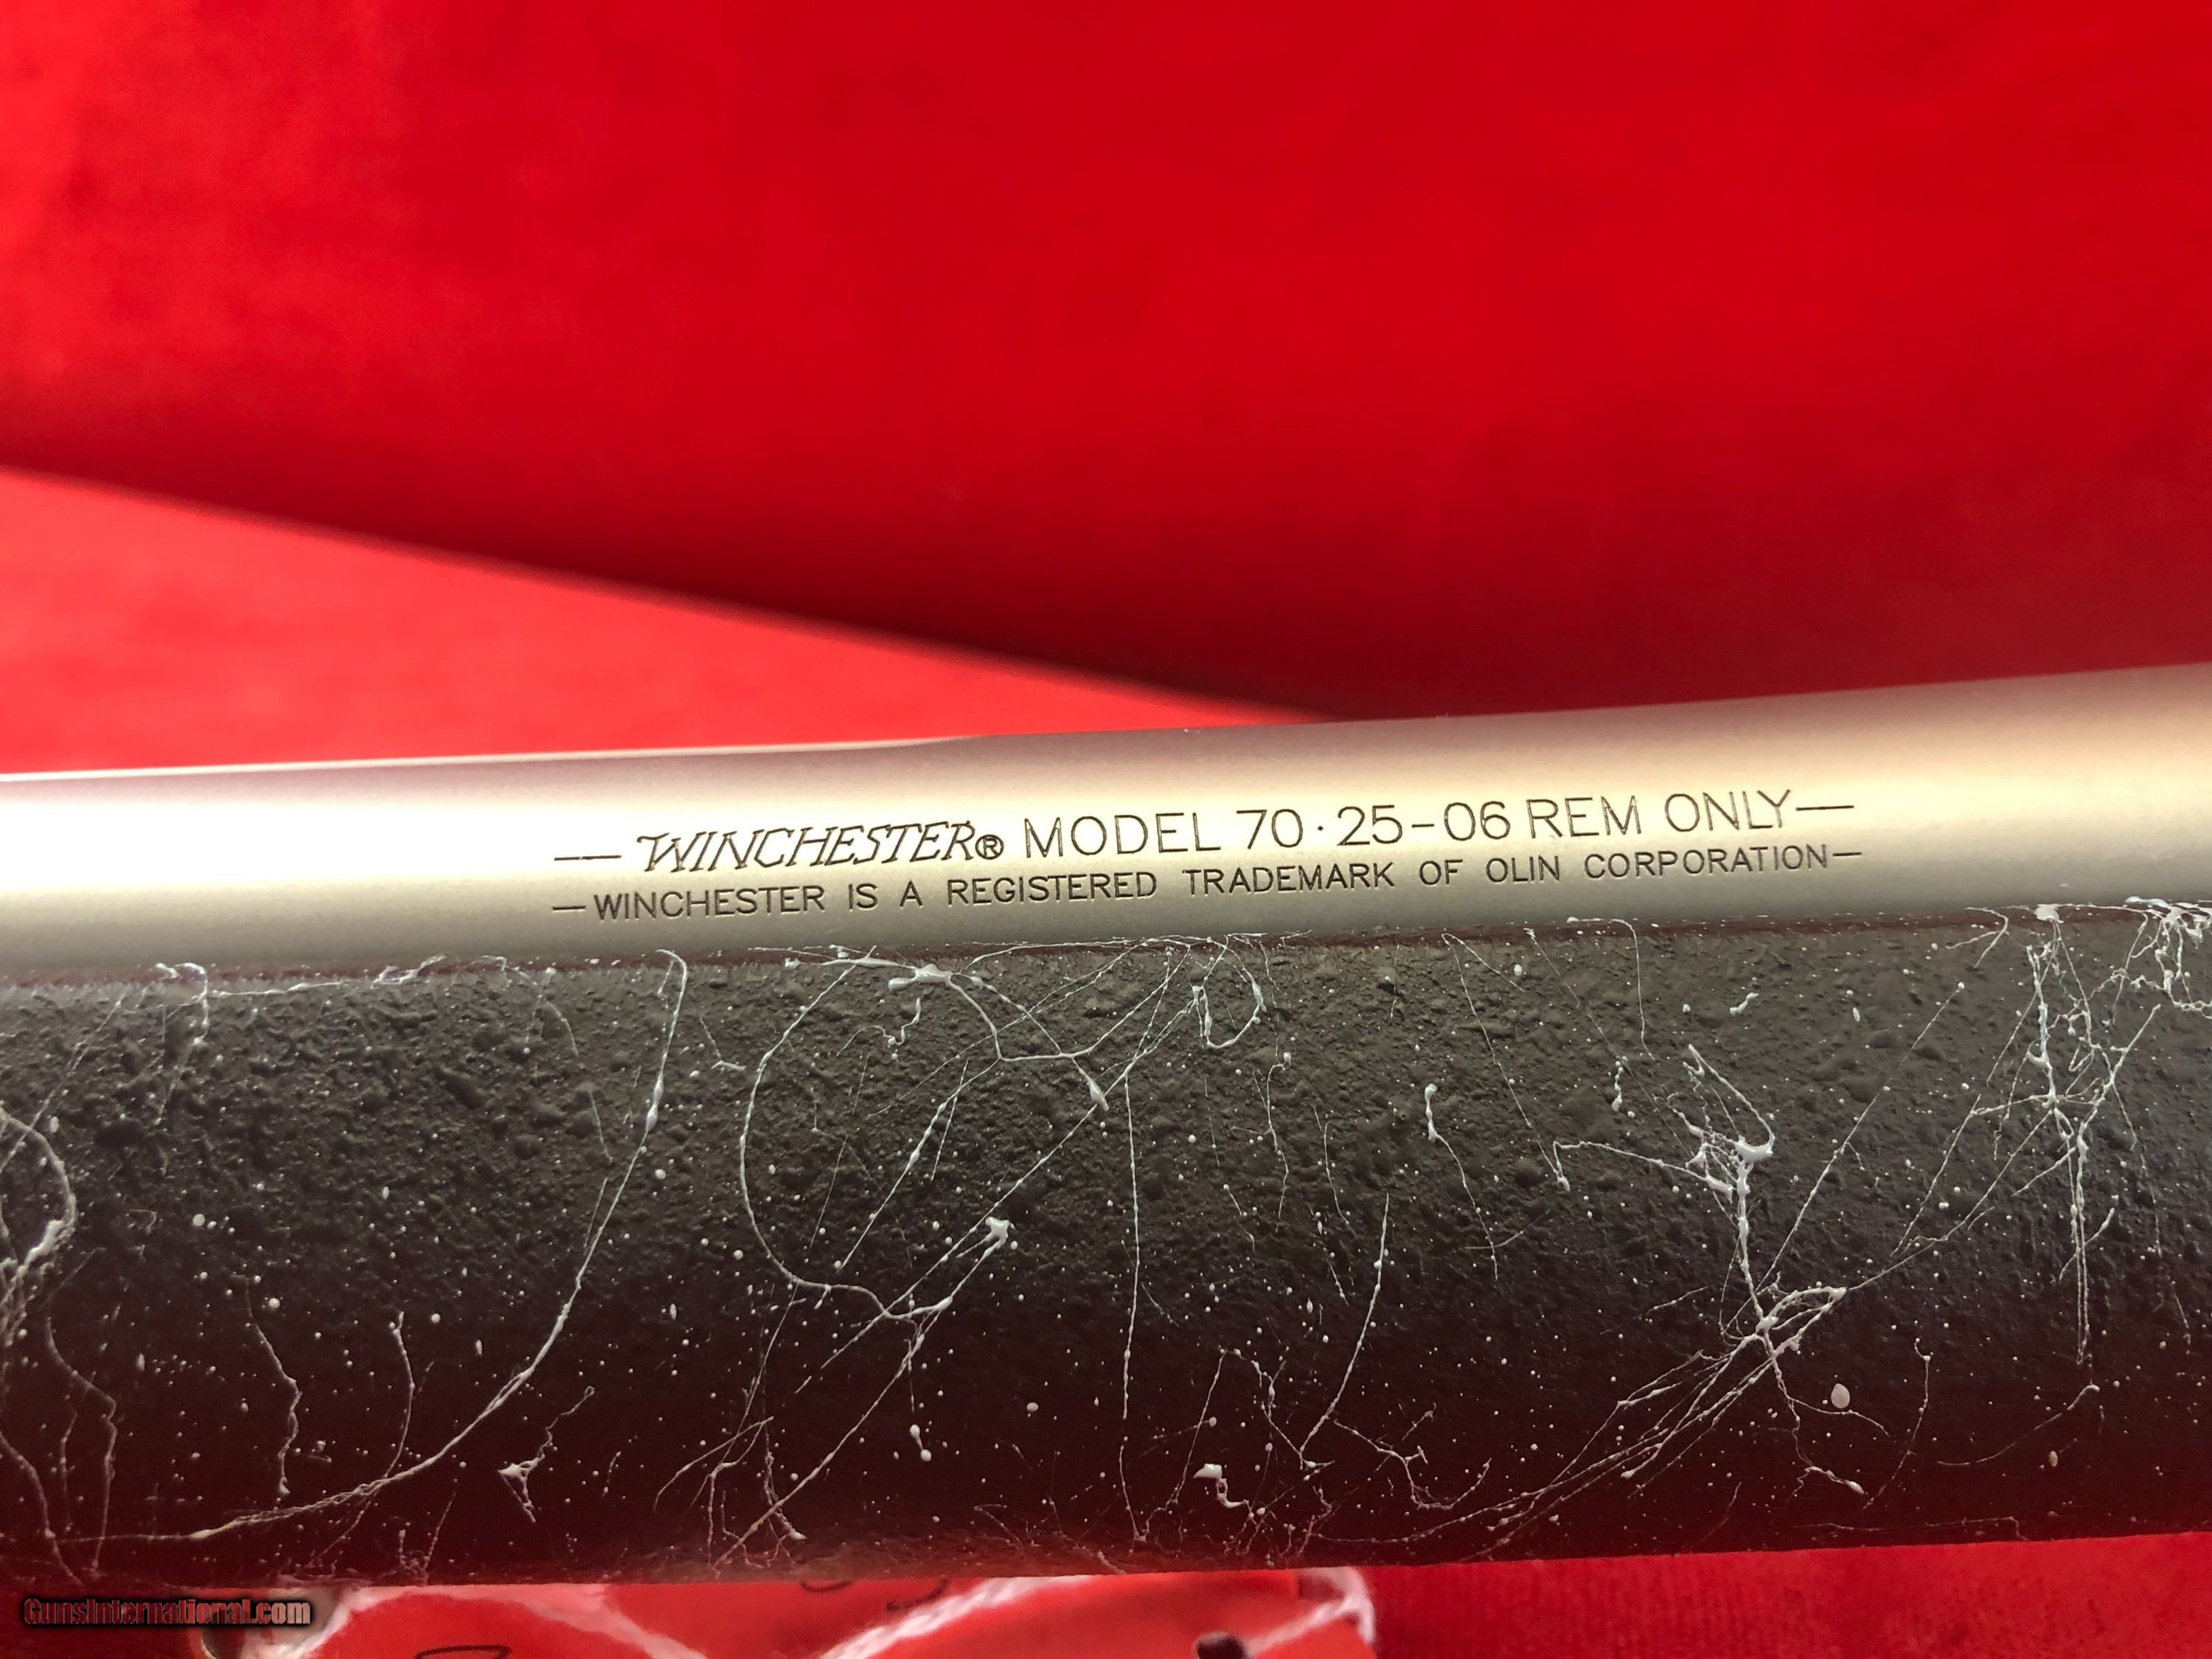 — WINCHESTER® MODEL 70·25-06 REM ONLY —
— WINCHESTER IS A REGISTERED TRADEMARK OF OLIN CORPORATION —
GunsInternational.com